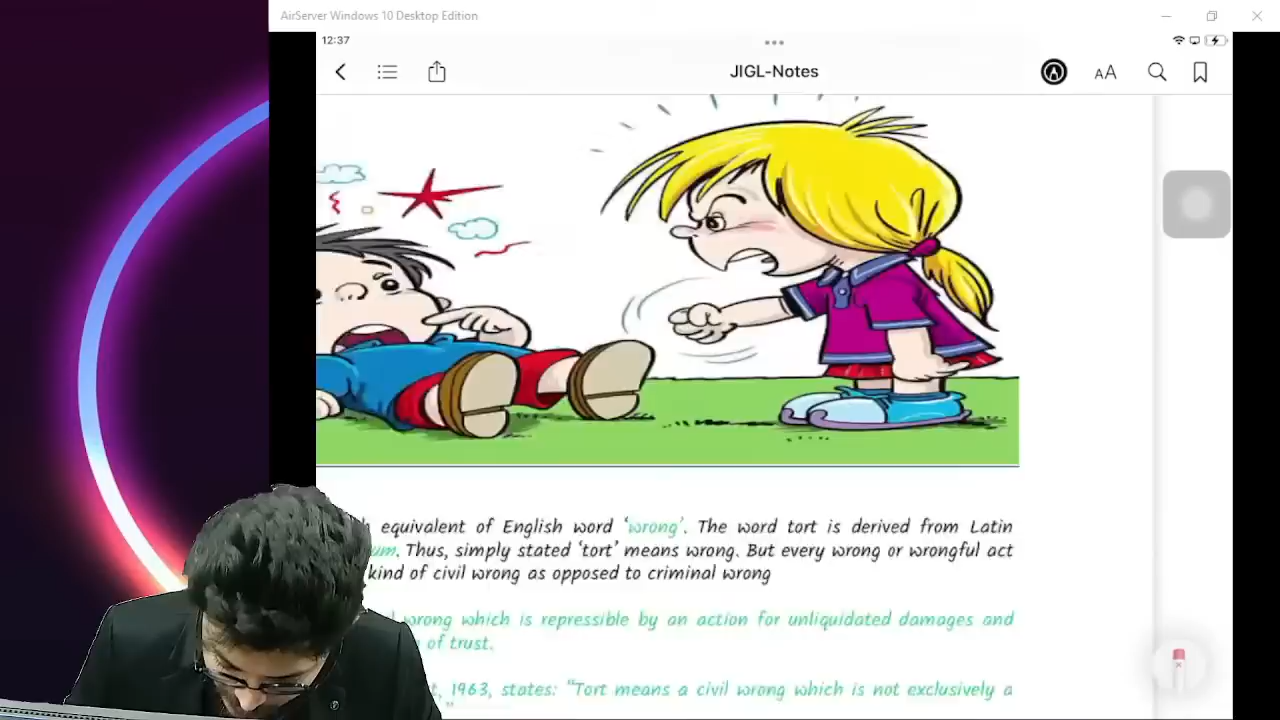 AirServer Windows 10 Desktop Edition
12:37
JIGL-Notes
AA
equivalent of English word ‘wrong’. The word tort is derived from Latin
Thus, simply stated ‘tort’ means wrong. But every wrong or wrongful act
kind of civil wrong as opposed to criminal wrong
wrong which is repressible by an action for unliquidated damages and
of trust.
1963, states: “Tort means a civil wrong which is not exclusively a